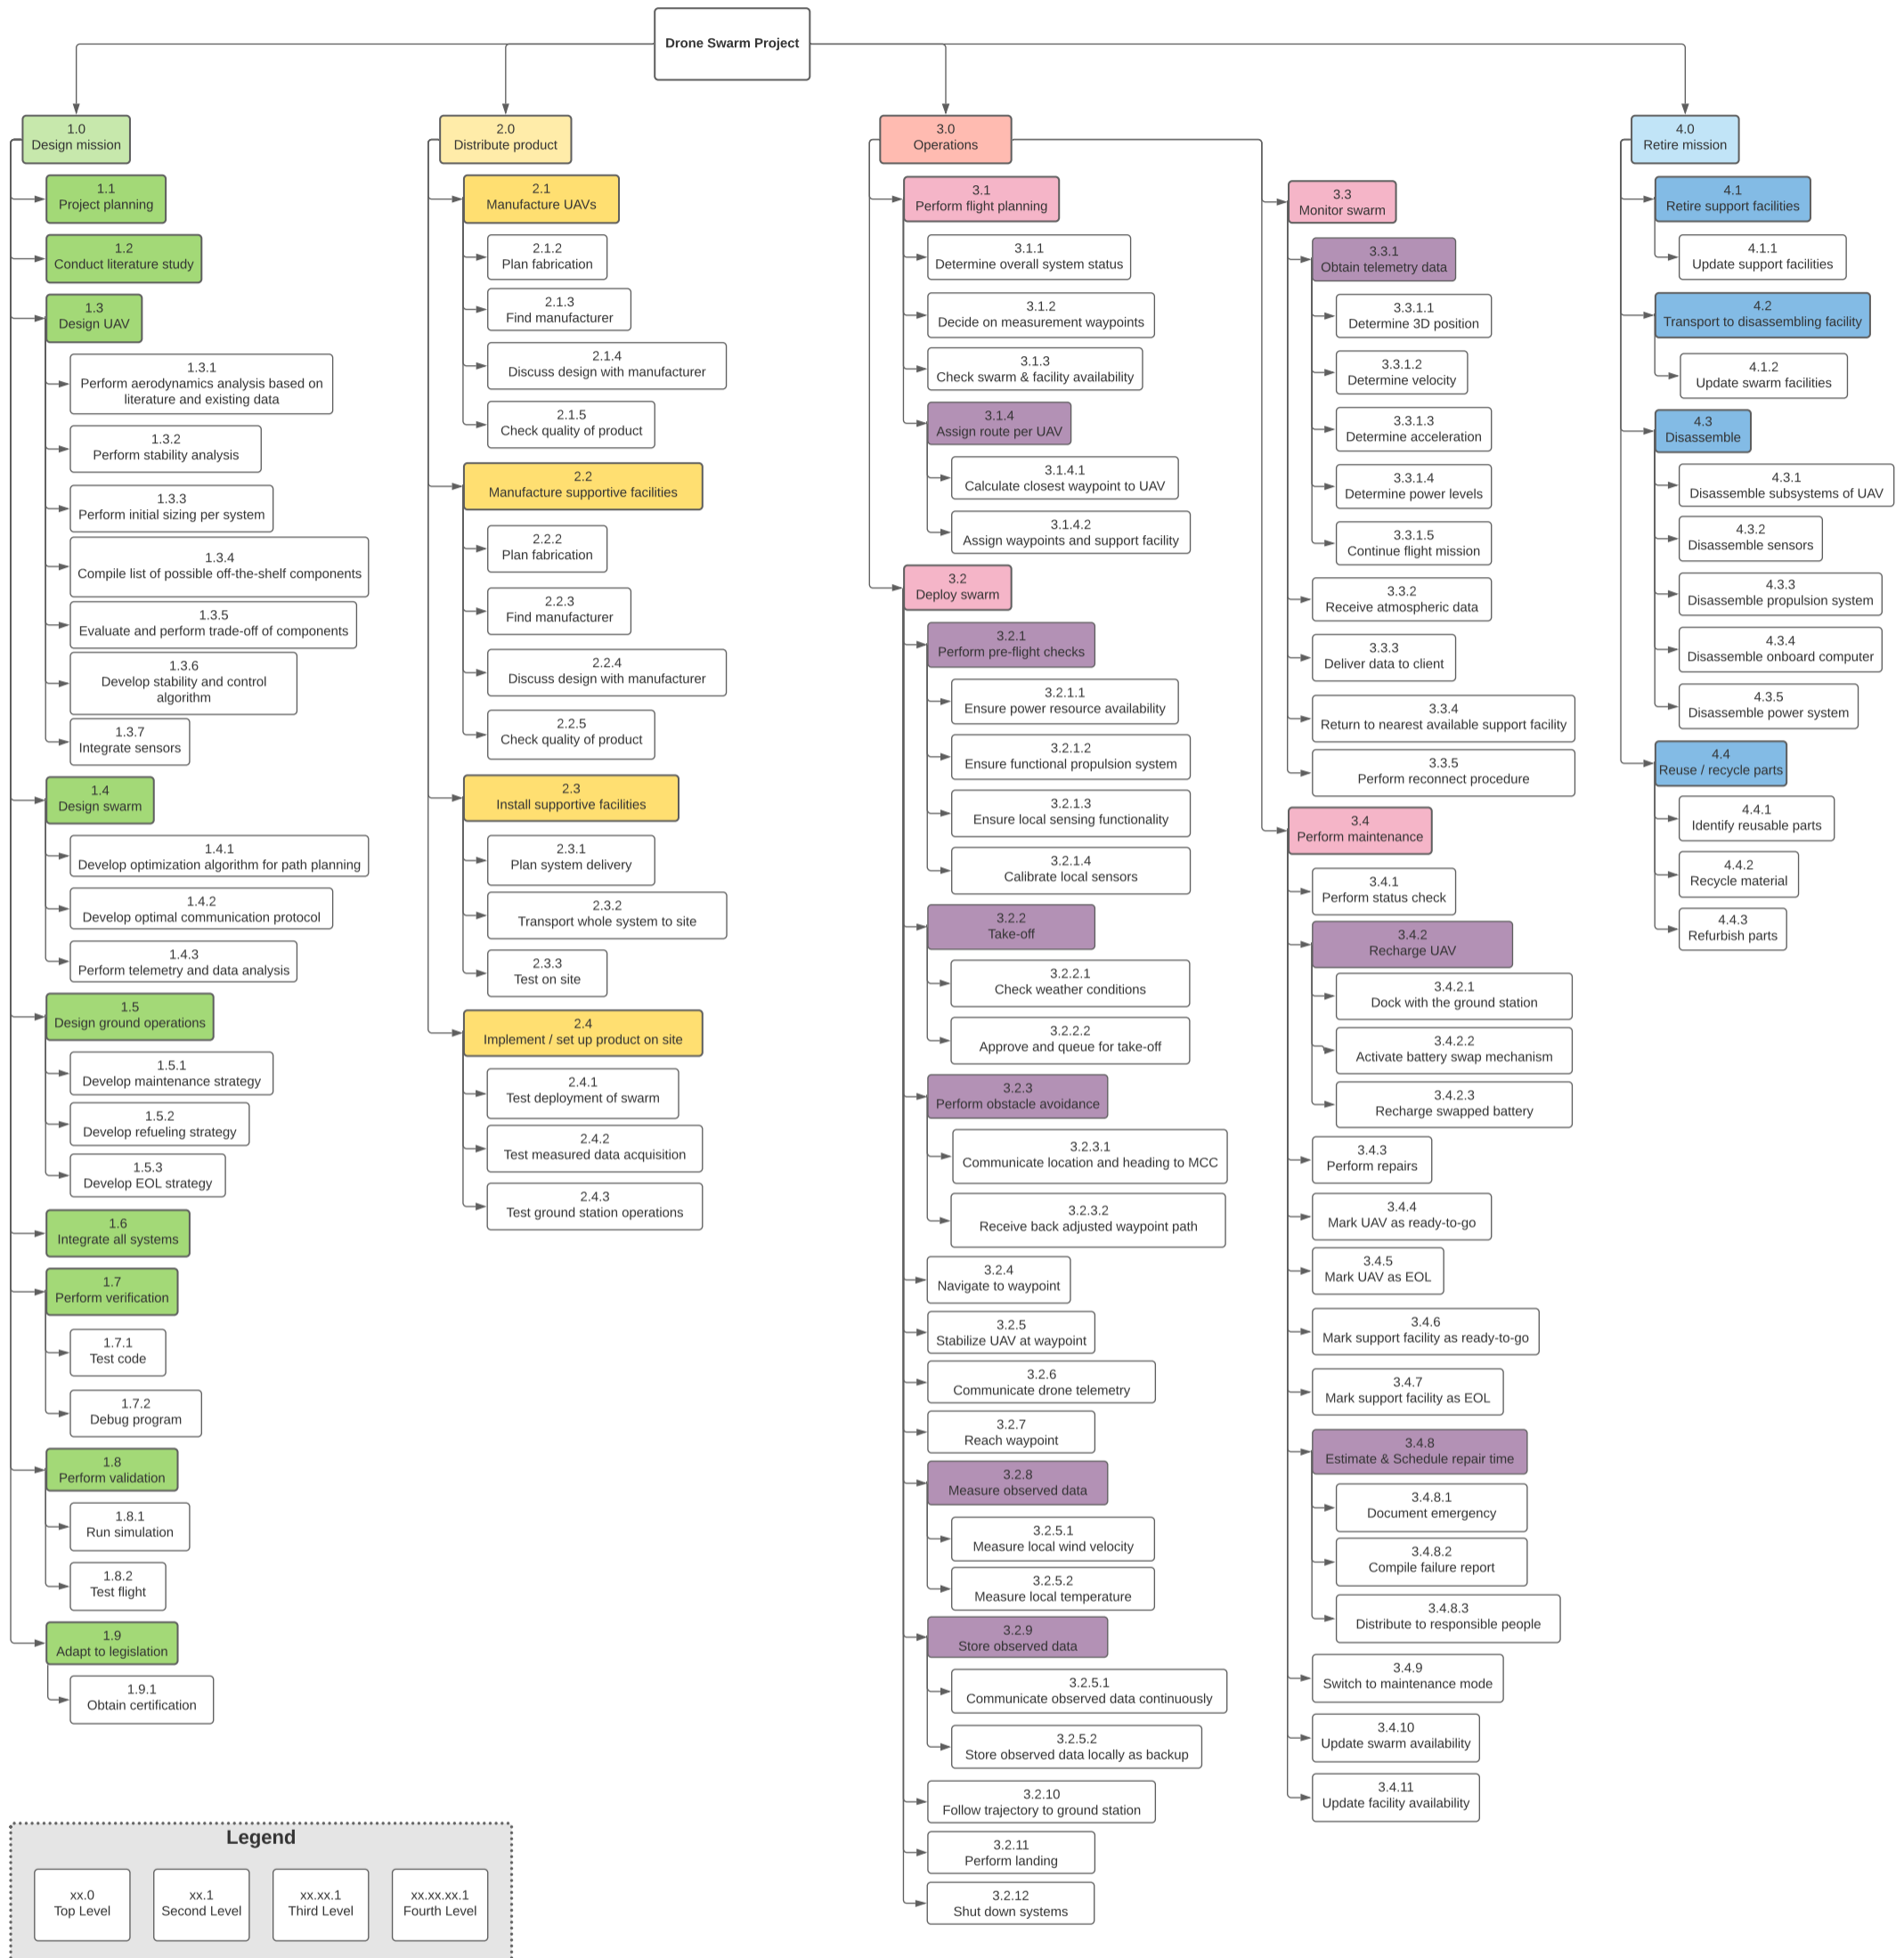 Drone Swarm Project
1.0
Design mission
1.1
Project planning
1.2
Conduct literature study
1.3
Design UAV
1.3.1
Perform aerodynamics analysis based on
literature and existing data
1.3.2
Perform stability analysis
1.3.3
Perform initial sizing per system
1.3.4
Compile list of possible off-the-shelf components
1.3.5
Evaluate and perform trade-off of components
1.3.6
Develop stability and control
algorithm
1.3.7
Integrate sensors
1.4
Design swarm
1.4.1
Develop optimization algorithm for path planning
1.4.2
Develop optimal communication protocol
1.4.3
Perform telemetry and data analysis
1.5
Design ground operations
1.5.1
Develop maintenance strategy
1.5.2
Develop refueling strategy
1.5.3
Develop EOL strategy
1.6
Integrate all systems
1.7
Perform verification
1.7.1
Test code
1.7.2
Debug program
1.8
Perform validation
1.8.1
Run simulation
1.8.2
Test flight
1.9
Adapt to legislation
1.9.1
Obtain certification
2.0
Distribute product
2.1
Manufacture UAVs
2.1.2
Plan fabrication
2.1.3
Find manufacturer
2.1.4
Discuss design with manufacturer
2.1.5
Check quality of product
2.2
Manufacture supportive facilities
2.2.2
Plan fabrication
2.2.3
Find manufacturer
2.2.4
Discuss design with manufacturer
2.2.5
Check quality of product
2.3
Install supportive facilities
2.3.1
Plan system delivery
2.3.2
Transport whole system to site
2.3.3
Test on site
2.4
Implement / set up product on site
2.4.1
Test deployment of swarm
2.4.2
Test measured data acquisition
2.4.3
Test ground station operations
3.0
Operations
3.1
Perform flight planning
3.1.1
Determine overall system status
3.1.2
Decide on measurement waypoints
3.1.3
Check swarm & facility availability
3.1.4
Assign route per UAV
3.1.4.1
Calculate closest waypoint to UAV
3.1.4.2
Assign waypoints and support facility
3.2
Deploy swarm
3.2.1
Perform pre-flight checks
3.2.1.1
Ensure power resource availability
3.2.1.2
Ensure functional propulsion system
3.2.1.3
Ensure local sensing functionality
3.2.1.4
Calibrate local sensors
3.2.2
Take-off
3.2.2.1
Check weather conditions
3.2.2.2
Approve and queue for take-off
3.2.3
Perform obstacle avoidance
3.2.3.1
Communicate location and heading to MCC
3.2.3.2
Receive back adjusted waypoint path
3.2.4
Navigate to waypoint
3.2.5
Stabilize UAV at waypoint
3.2.6
Communicate drone telemetry
3.2.7
Reach waypoint
3.2.8
Measure observed data
3.2.5.1
Measure local wind velocity
3.2.5.2
Measure local temperature
3.2.9
Store observed data
3.2.5.1
Communicate observed data continuously
3.2.5.2
Store observed data locally as backup
3.2.10
Follow trajectory to ground station
3.2.11
Perform landing
3.2.12
Shut down systems
3.3
Monitor swarm
3.3.1
Obtain telemetry data
3.3.1.1
Determine 3D position
3.3.1.2
Determine velocity
3.3.1.3
Determine acceleration
3.3.1.4
Determine power levels
3.3.1.5
Continue flight mission
3.3.2
Receive atmospheric data
3.3.3
Deliver data to client
3.3.4
Return to nearest available support facility
3.3.5
Perform reconnect procedure
3.4
Perform maintenance
3.4.1
Perform status check
3.4.2
Recharge UAV
3.4.2.1
Dock with the ground station
3.4.2.2
Activate battery swap mechanism
3.4.2.3
Recharge swapped battery
3.4.3
Perform repairs
3.4.4
Mark UAV as ready-to-go
3.4.5
Mark UAV as EOL
3.4.6
Mark support facility as ready-to-go
3.4.7
Mark support facility as EOL
3.4.8
Estimate & Schedule repair time
3.4.8.1
Document emergency
3.4.8.2
Compile failure report
3.4.8.3
Distribute to responsible people
3.4.9
Switch to maintenance mode
3.4.10
Update swarm availability
3.4.11
Update facility availability
4.0
Retire mission
4.1
Retire support facilities
4.1.1
Update support facilities
4.2
Transport to disassembling facility
4.1.2
Update swarm facilities
4.3
Disassemble
4.3.1
Disassemble subsystems of UAV
4.3.2
Disassemble sensors
4.3.3
Disassemble propulsion system
4.3.4
Disassemble onboard computer
4.3.5
Disassemble power system
4.4
Reuse / recycle parts
4.4.1
Identify reusable parts
4.4.2
Recycle material
4.4.3
Refurbish parts
Legend
xx.0
Top Level
xx.1
Second Level
xx.xx.1
Third Level
xx.xx.xx.1
Fourth Level